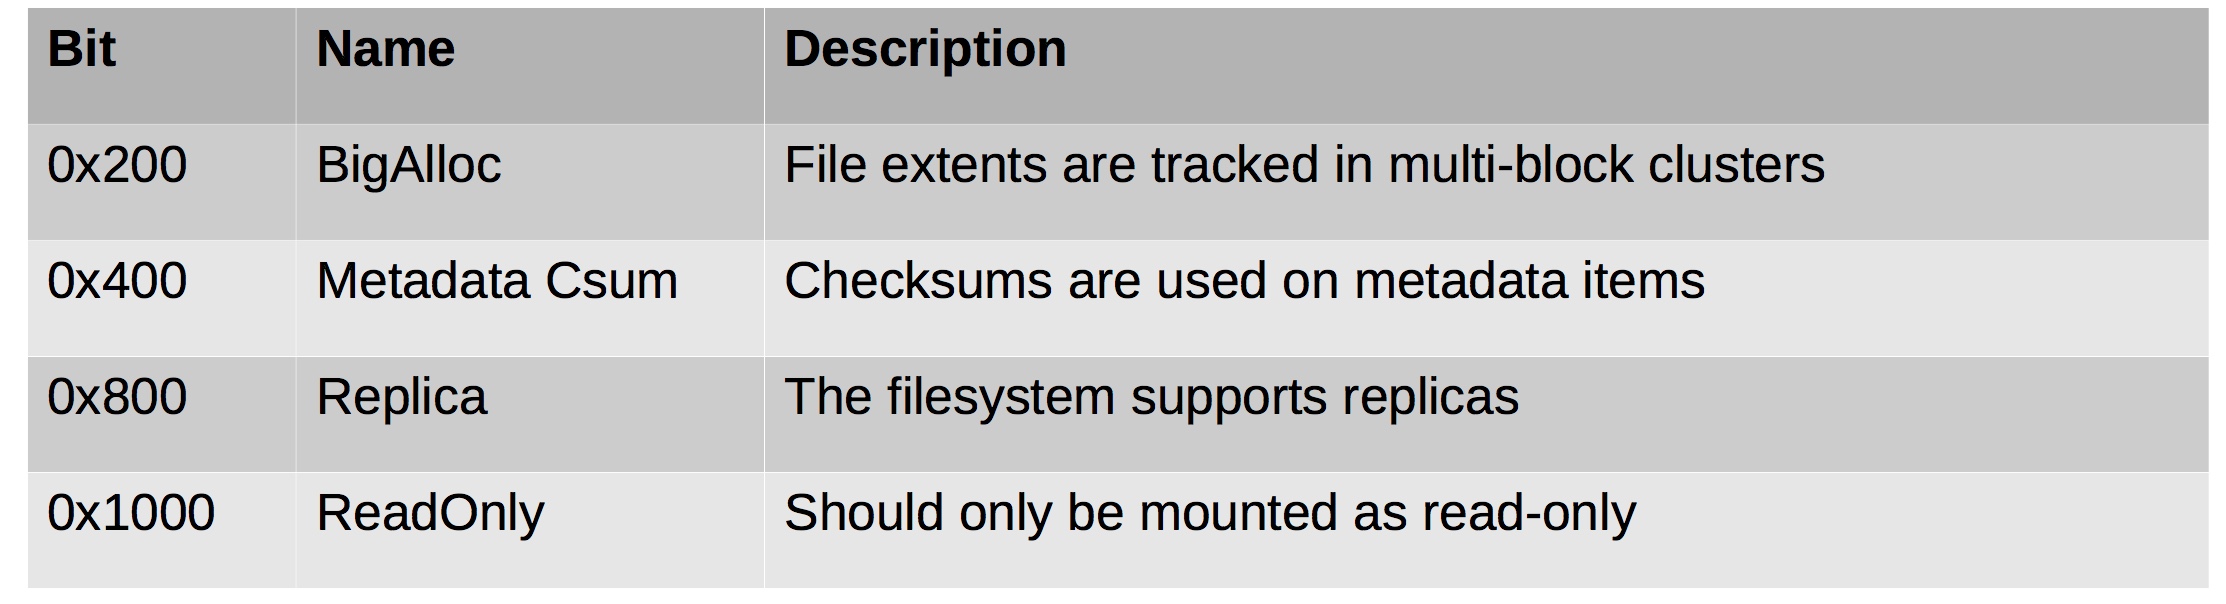 Bit Name Description
0x200 BigAlloc File extents are tracked in multi-block clusters
0x400 Metadata Csum Checksums are used on metadata items
0x800 Replica The filesystem supports replicas
0x1000 ReadOnly Should only be mounted as read-only